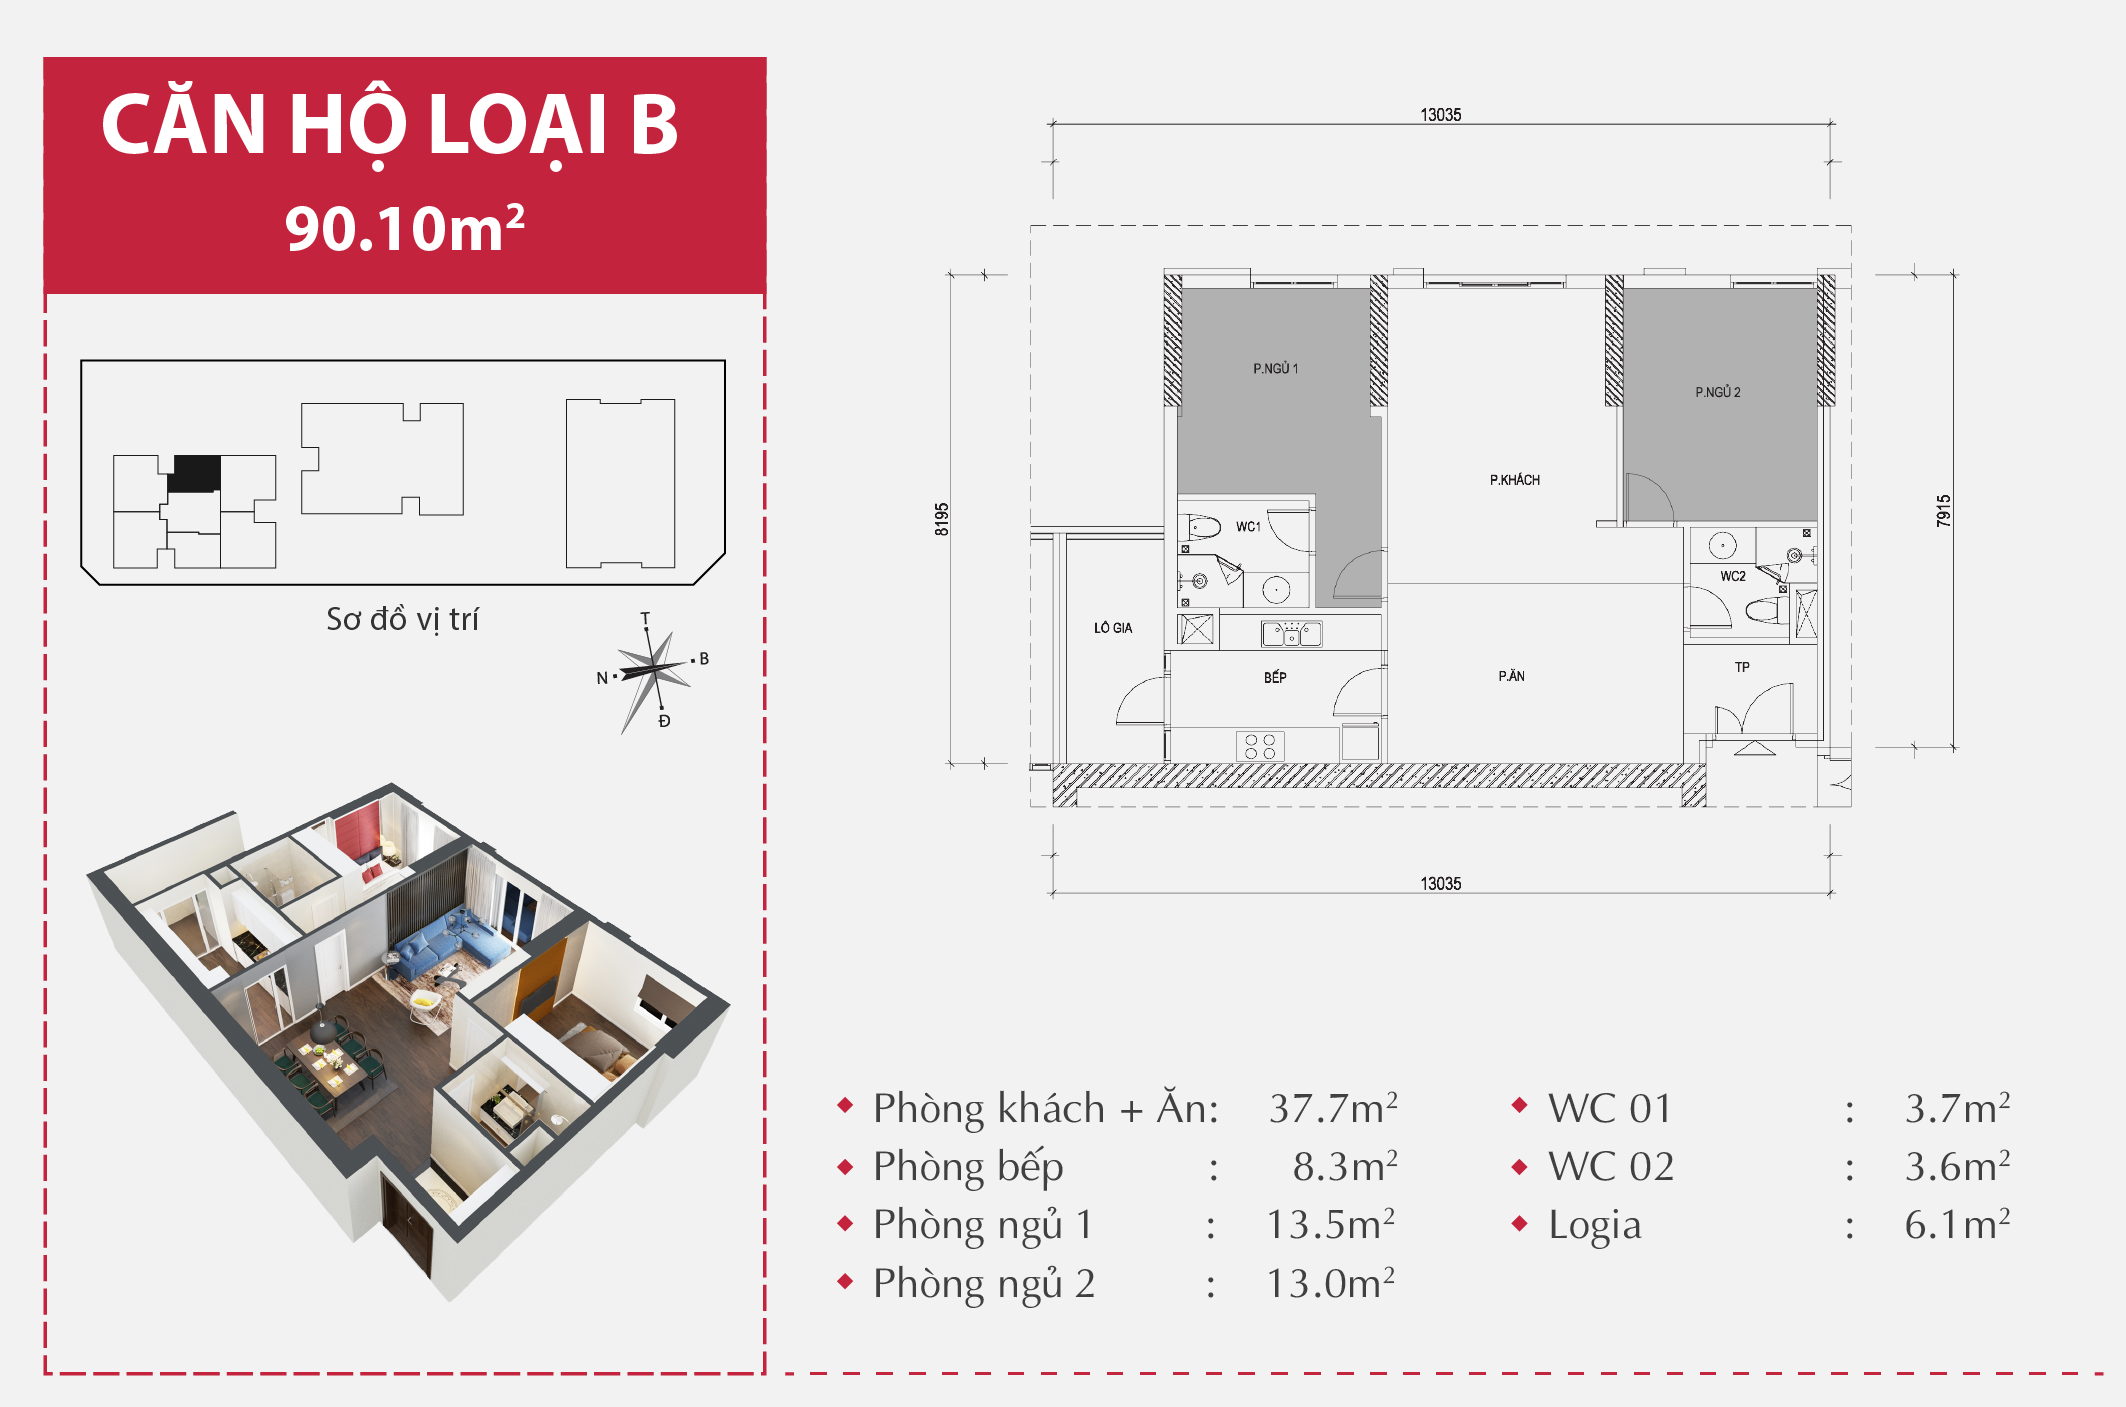 CĂN HỘ LOẠI B
90.10m²
Sơ đồ vị trí
T
B
N
Đ
13035
8195
7915
P.NGỦ 1
P.NGỦ 2
P.KHÁCH
WC1
WC2
LÔ GIA
BẾP
P.ĂN
TP
13035
Phòng khách + Ăn: 37.7m²
Phòng bếp : 8.3m²
Phòng ngủ 1 : 13.5m²
Phòng ngủ 2 : 13.0m²
WC 01 : 3.7m²
WC 02 : 3.6m²
Logia : 6.1m²